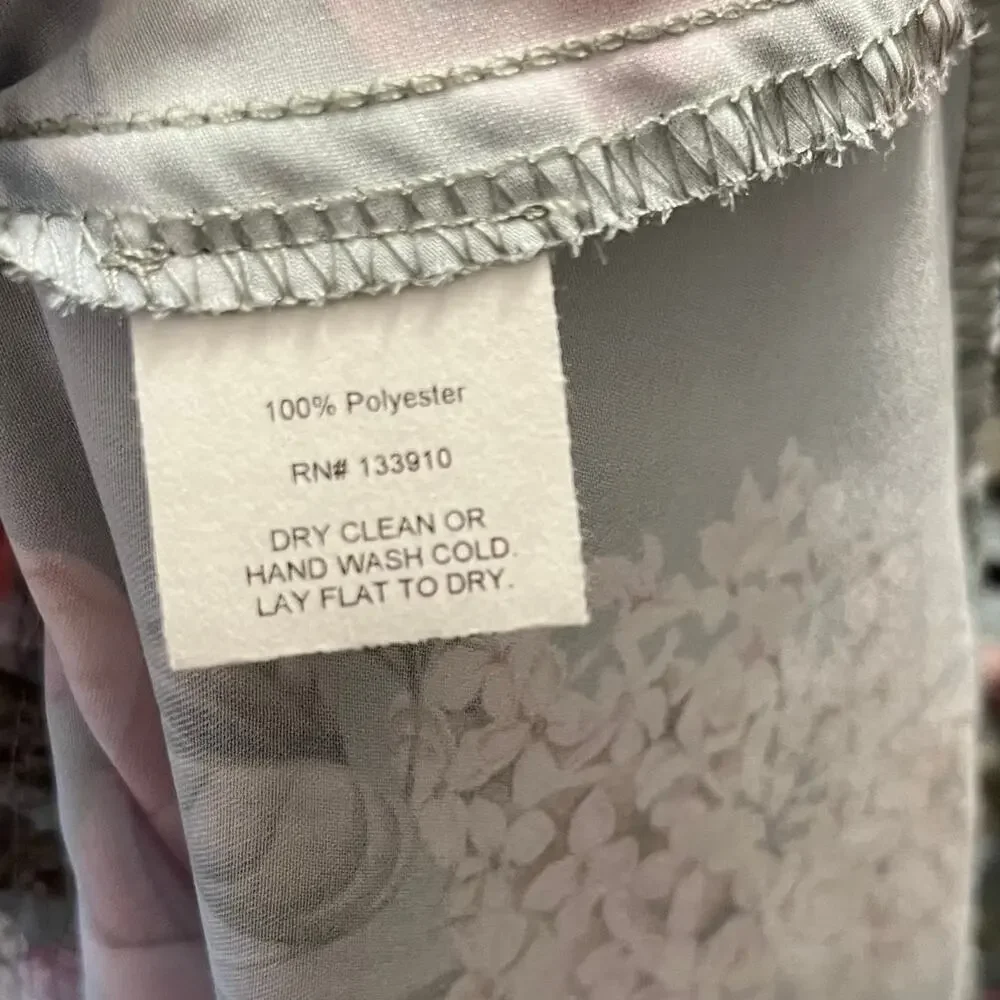 100% Polyester
RN# 133910
DRY CLEAN OR
HAND WASH COLD.
LAY FLAT TO DRY.